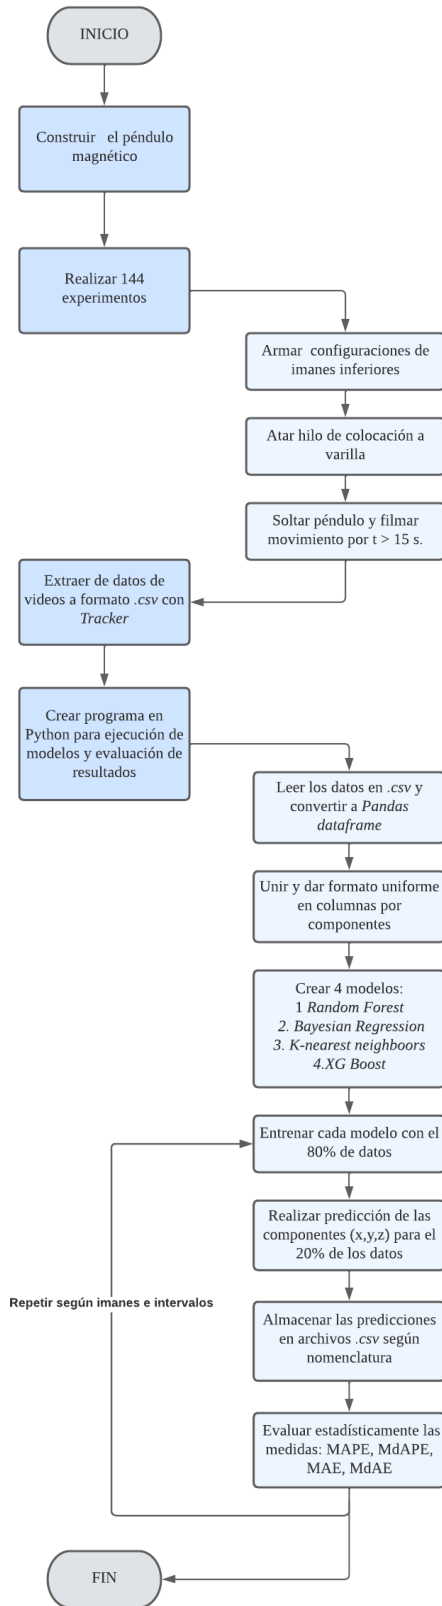 INICIO
Construir el péndulo
magnético
Realizar 144
experimentos
Armar configuraciones de
imanes inferiores
Atar hilo de colocación a
varilla
Soltar péndulo y filmar
movimiento por t > 15 s.
Extraer de datos de
videos a formato .csv con
Tracker
Crear programa en
Python para ejecución de
modelos y evaluación de
resultados
Leer los datos en .csv y
convertir a Pandas
dataframe
Unir y dar formato uniforme
en columnas por
componentes
Crear 4 modelos:
1 Random Forest
2. Bayesian Regression
3. K-nearest neighboors
4.XG Boost
Entrenar cada modelo con el
80% de datos
Realizar predicción de las
componentes (x,y,z) para el
20% de los datos
Repetir según imanes e intervalos
Almacenar las predicciones
en archivos .csv según
nomenclatura
Evaluar estadísticamente las
medidas: MAPE, MdAPE,
MAE, MdAE
FIN